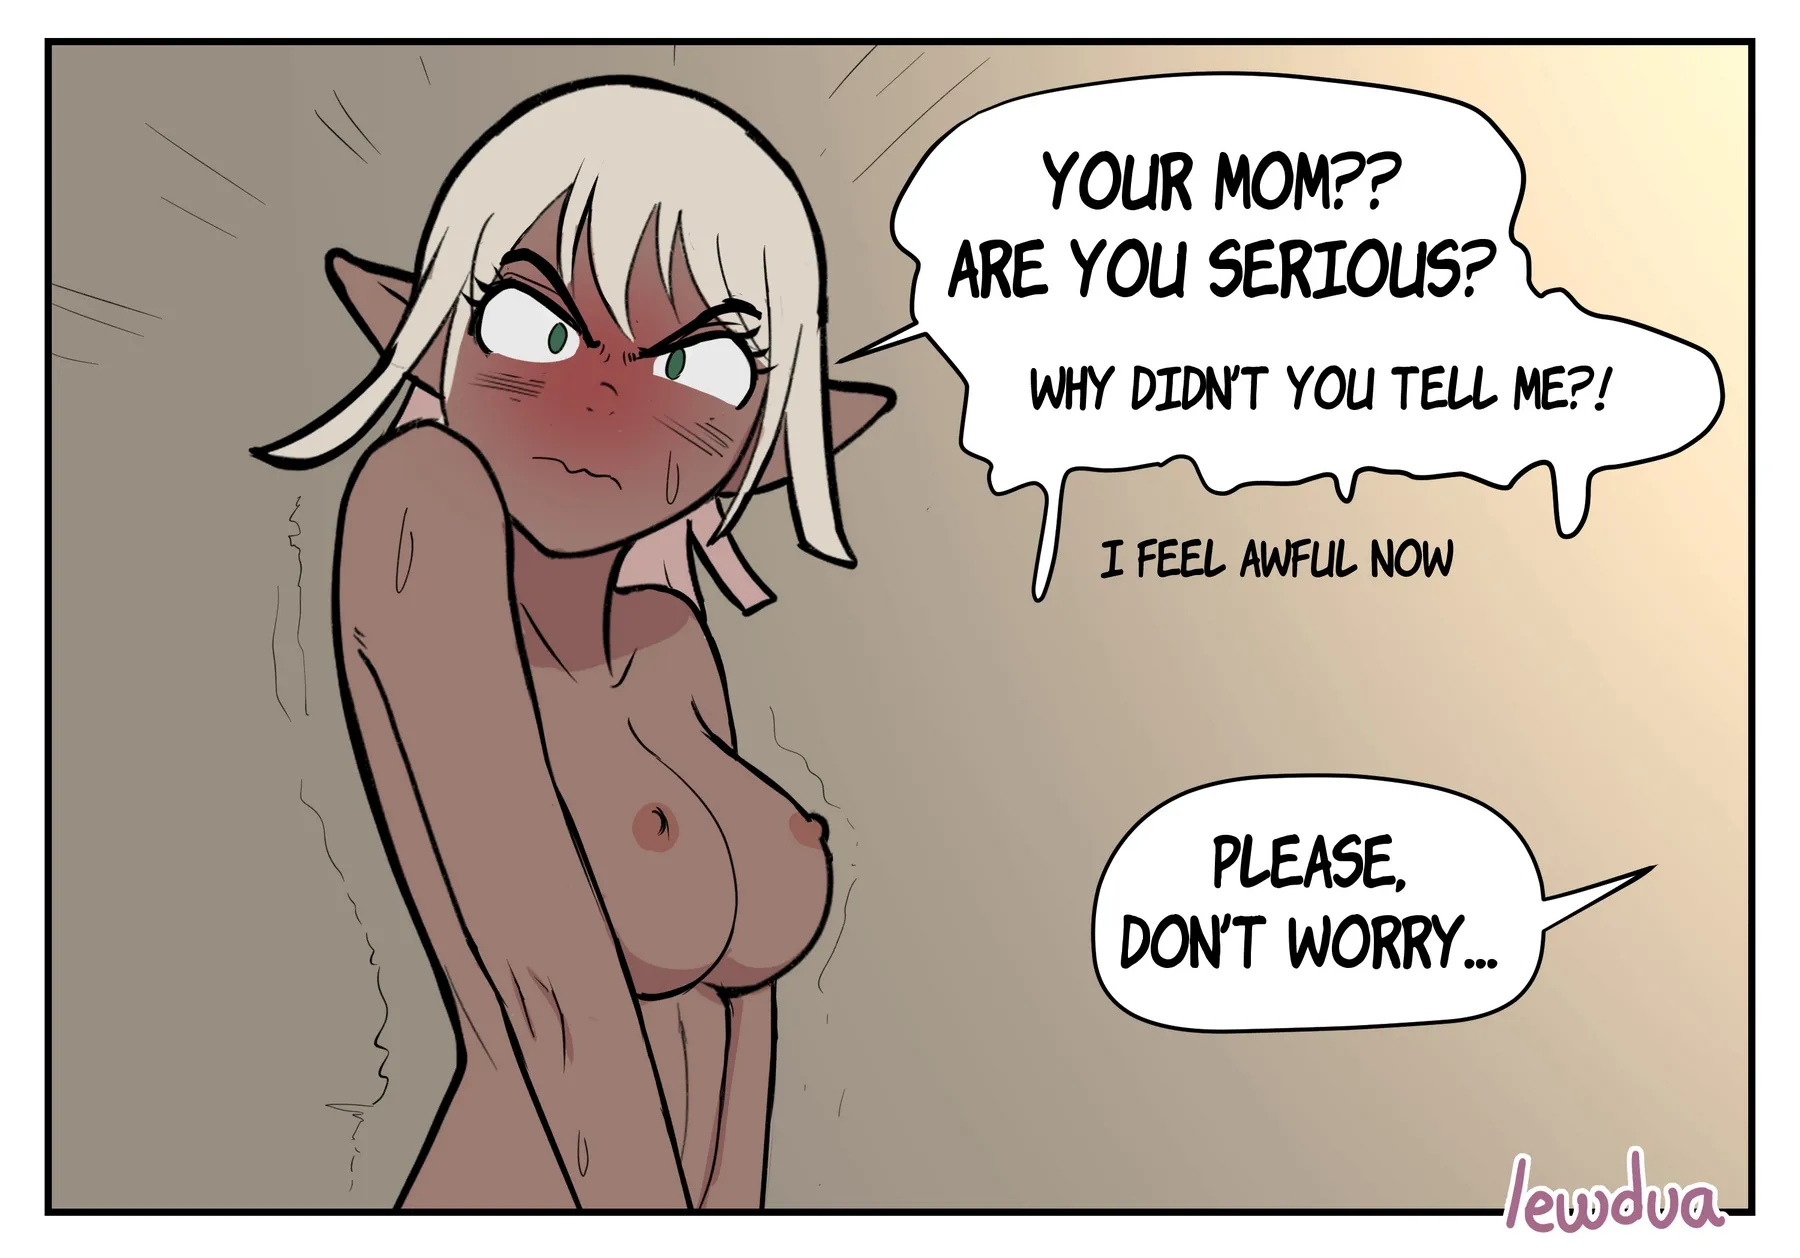 YOUR MOM??
ARE YOU SERIOUS?
WHY DIDN'T YOU TELL ME?!
I FEEL AWFUL NOW
PLEASE,
DON'T WORRY...
lewdua